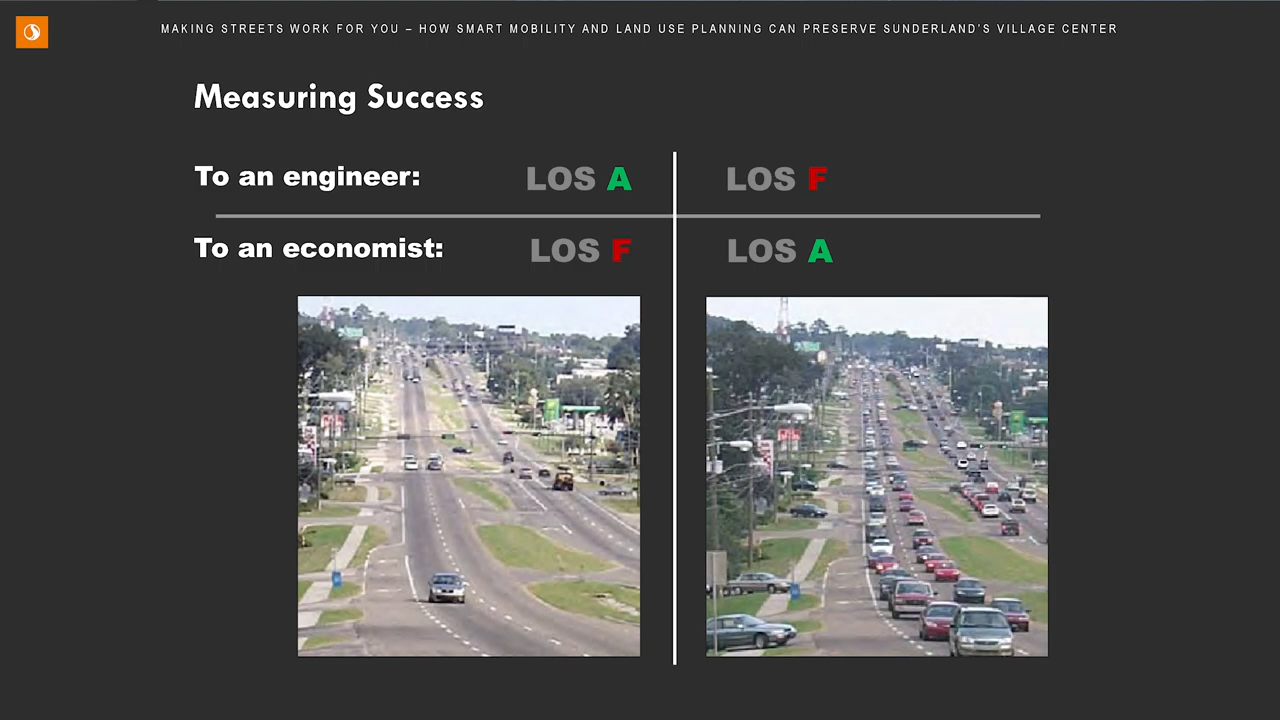 MAKING STREETS WORK FOR YOU – HOW SMART MOBILITY AND LAND USE PLANNING CAN PRESERVE SUNDERLAND'S VILLAGE CENTER
Measuring Success
To an engineer: LOS A LOS F
To an economist: LOS F LOS A